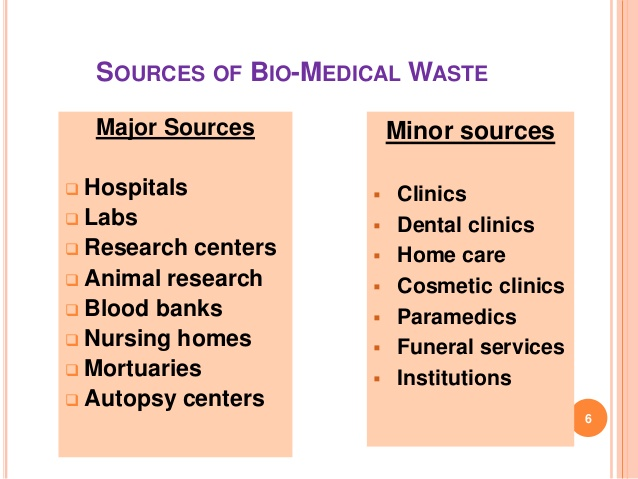 SOURCES OF BIO-MEDICAL WASTE
Major Sources
Hospitals
Labs
Research centers
Animal research
Blood banks
Nursing homes
Mortuaries
Autopsy centers
Minor sources
Clinics
Dental clinics
Home care
Cosmetic clinics
Paramedics
Funeral services
Institutions
6